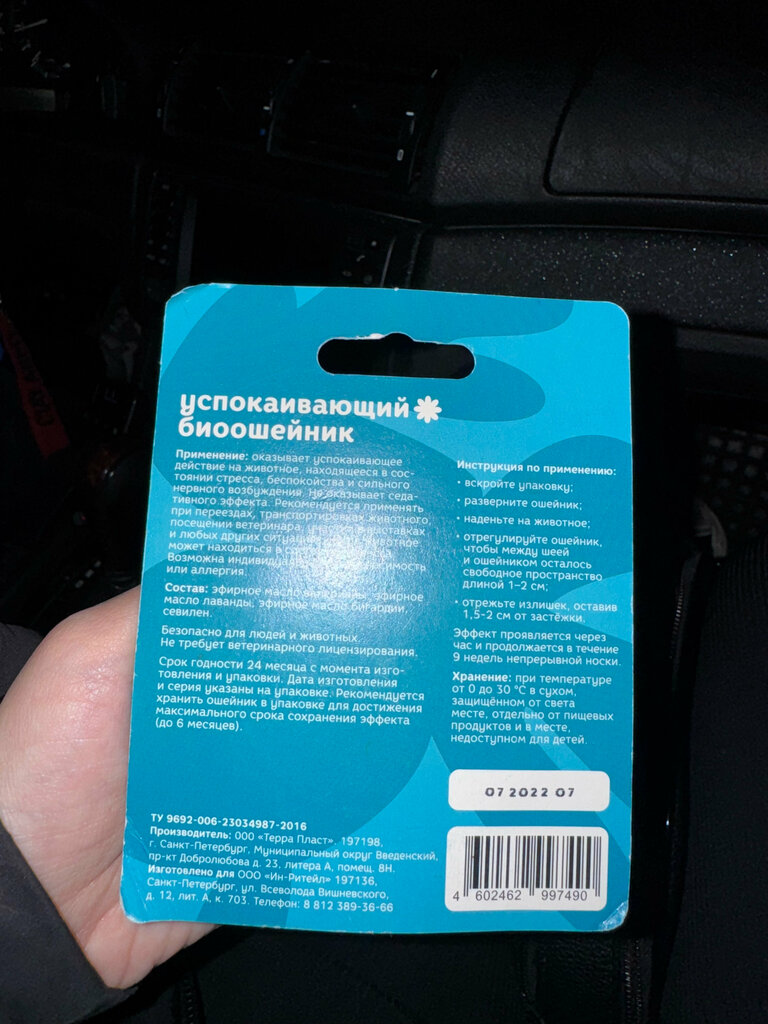 успокаивающий
биоошейник
Применение: оказывает успокаивающее
действие на животное, находящееся в сос-
тоянии стресса, беспокойства и сильного
нервного возбуждения. Не оказывает седа-
тивного эффекта. Рекомендуется применять
при переездах, транспортировках животного,
посещении ветеринара, выставках
и любых других ситуациях животное
может находиться в
Возможна
или аллергия.
Состав: эфирное масло эфирное
масло лаванды, эфирное масло бигардии,
севилен.
Безопасно для людей и животных.
Не требует ветеринарного лицензирования.
Срок годности 24 месяца с момента изго-
товления и упаковки. Дата изготовления
и серия указаны на упаковке. Рекомендуется
хранить ошейник в упаковке для достижения
максимального срока сохранения эффекта
(до 6 месяцев).
ТУ 9692-006-23034987-2016
Производитель: ООО «Терра Пласт», 197198,
г. Санкт-Петербург, Муниципальный округ Введенский,
пр-кт Добролюбова д. 23, литера А, помещ. 8Н.
Изготовлено для ООО «Ин-Ритейл» 197136,
Санкт-Петербург, ул. Всеволода Вишневского,
д. 12, лит. А, к. 703. Телефон: 8 812 389-36-66
Инструкция по применению:
• вскройте упаковку;
• разверните ошейник;
• наденьте на животное;
• отрегулируйте ошейник,
чтобы между шеей
и ошейником осталось
свободное пространство
длиной 1–2 см;
• отрежьте излишек, оставив
1,5-2 см от застёжки.
Эффект проявляется через
час и продолжается в течение
9 недель непрерывной носки.
Хранение: при температуре
от 0 до 30 °С в сухом,
защищённом от света
месте, отдельно от пищевых
продуктов и в месте,
недоступном для детей.
07 2022 07
4 602462 997490